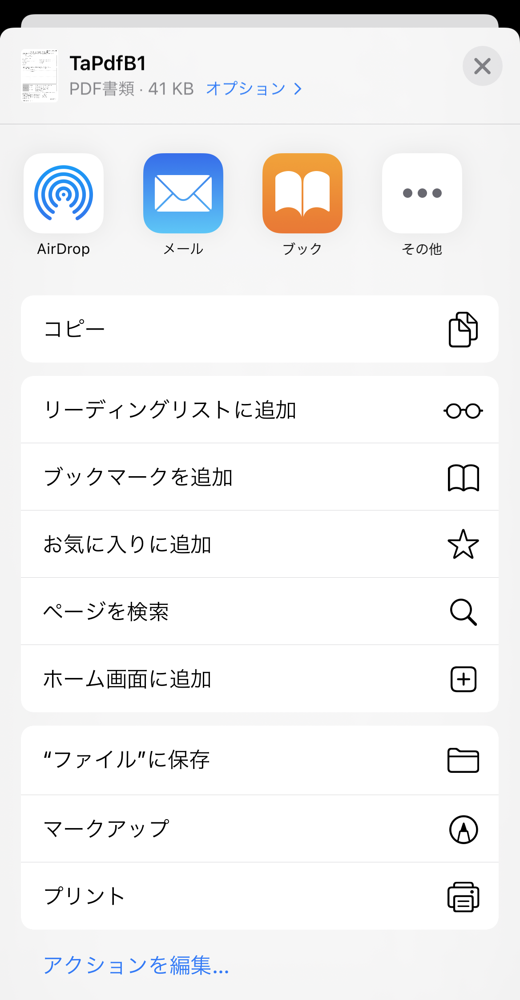 TaPdfB1
PDF書類 · 41 KB オプション
AirDrop
メール
ブック
その他
コピー
リーディングリストに追加
ブックマークを追加
お気に入りに追加
ページを検索
ホーム画面に追加
“ファイル”に保存
マークアップ
プリント
アクションを編集...